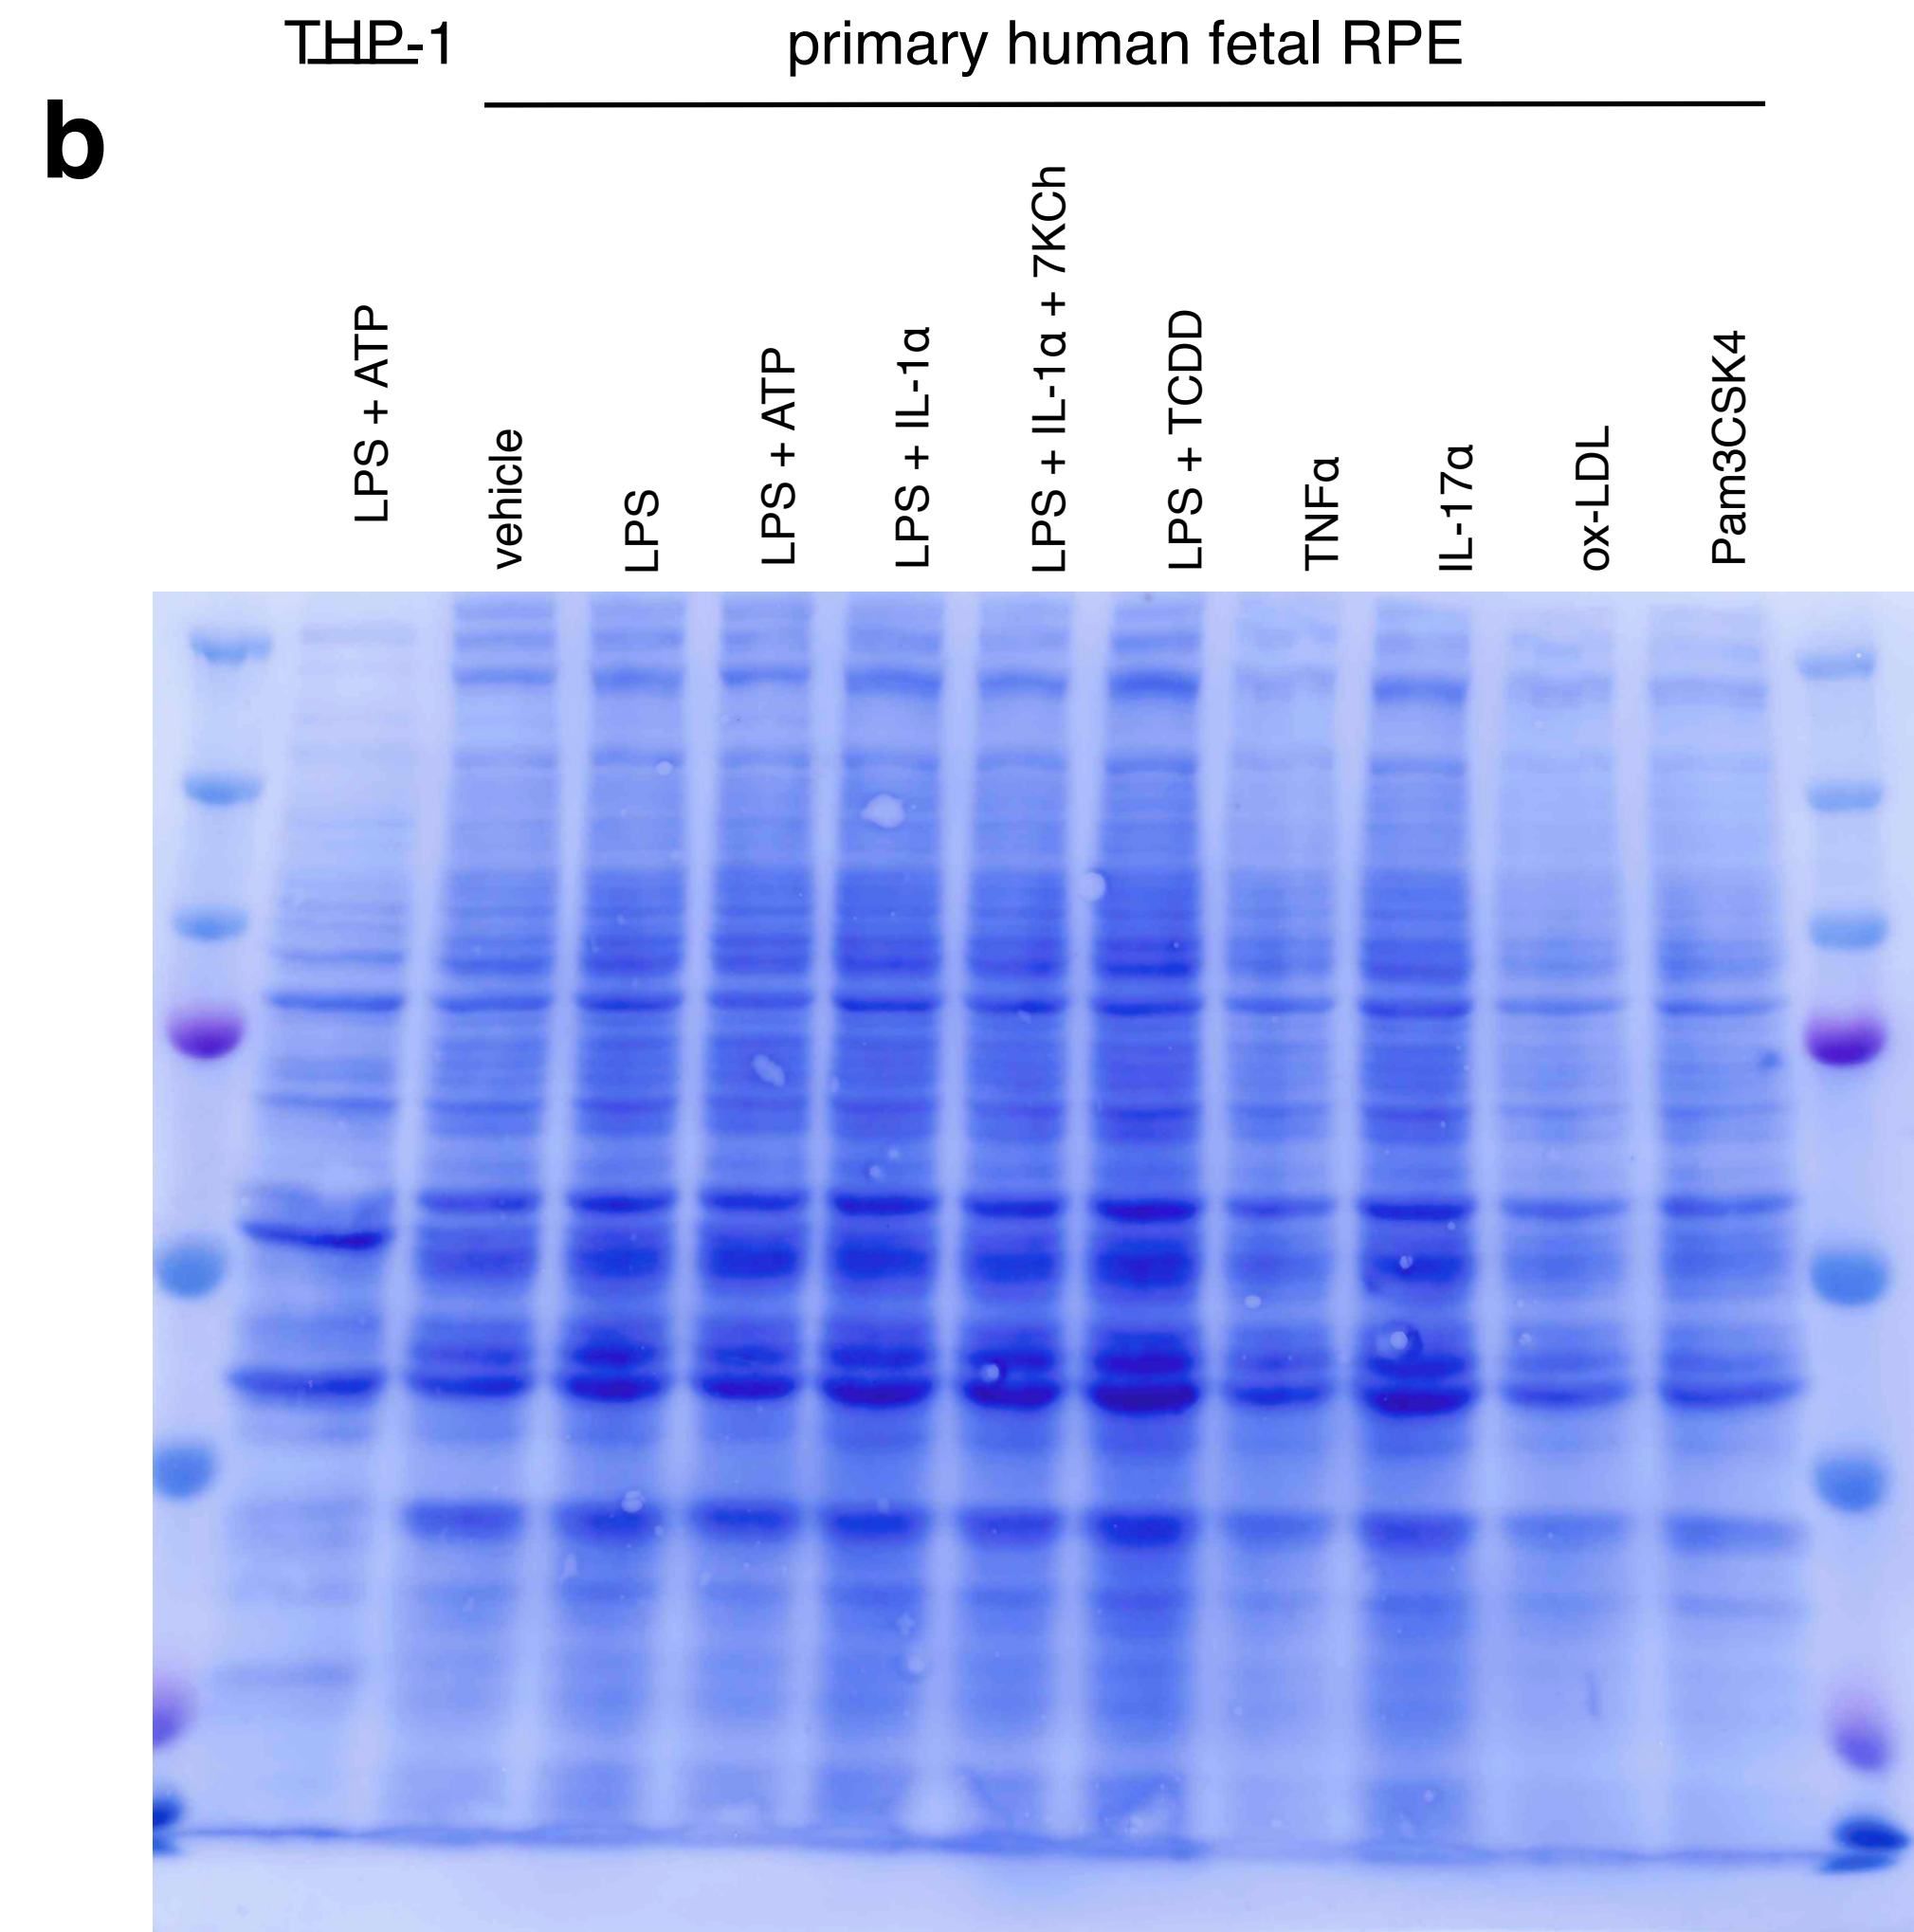 THP-1
primary human fetal RPE
b
LPS + ATP
vehicle
LPS
LPS + ATP
LPS + IL-1α
LPS + IL-1α + 7KCh
LPS + TCDD
TNFα
IL-17α
ox-LDL
Pam3CSK4